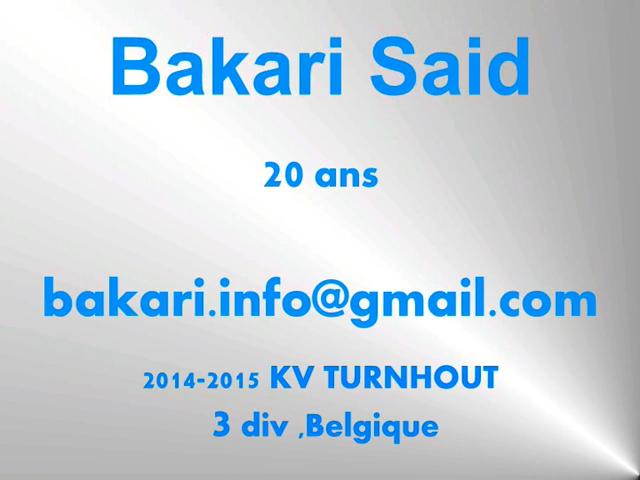 Bakari Said
20 ans
bakari.info@gmail.com
2014-2015 KV TURNHOUT
3 div ,Belgique